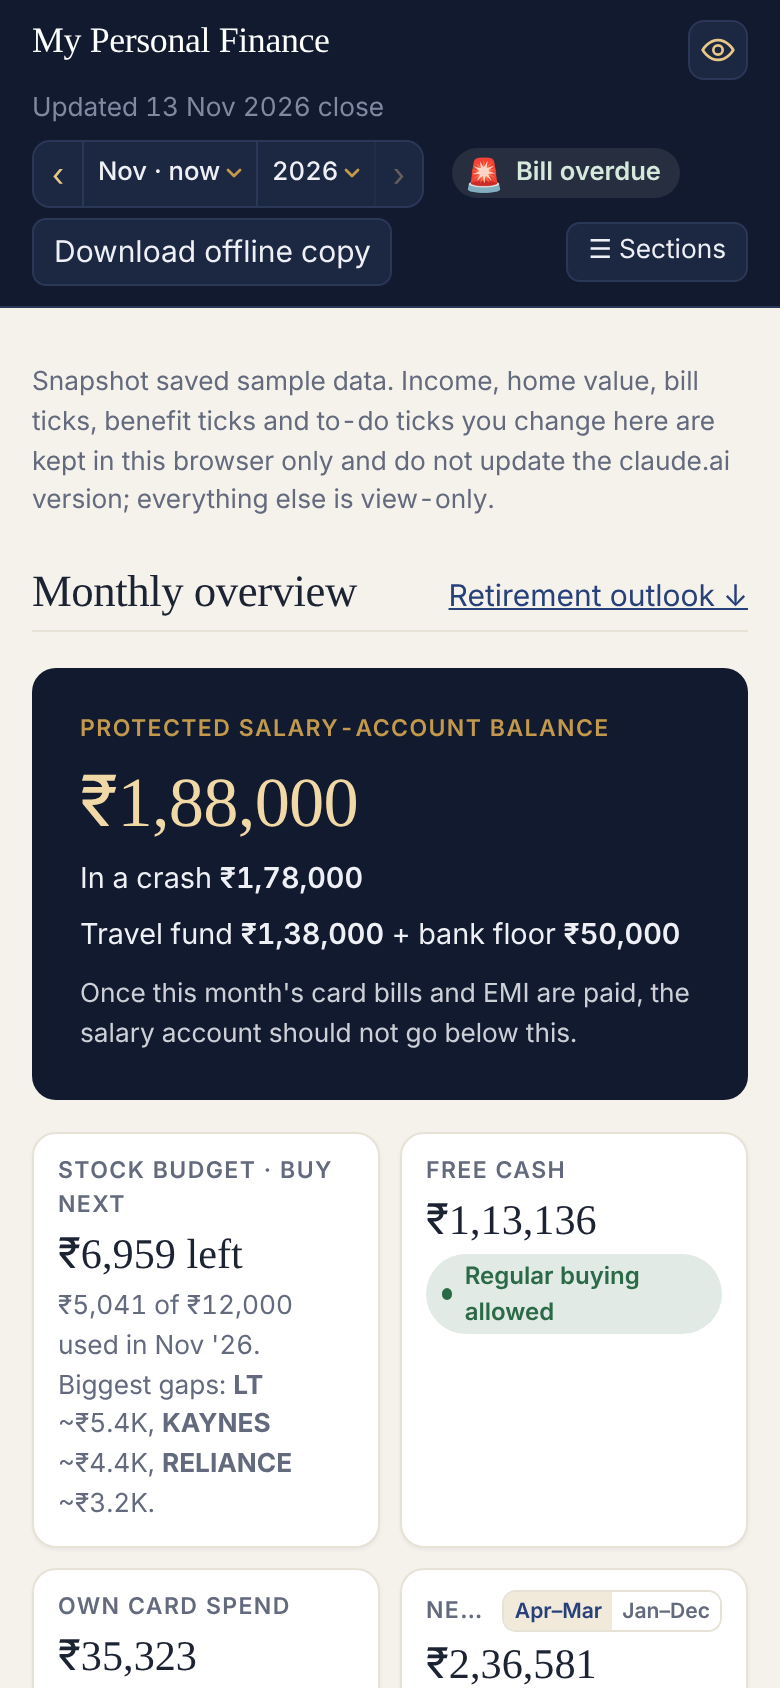 My Personal Finance
Updated 13 Nov 2026 close
‹ Nov · now 2026 ›
🚨 Bill overdue
Download offline copy
☰ Sections
Snapshot saved sample data. Income, home value, bill
ticks, benefit ticks and to-do ticks you change here are
kept in this browser only and do not update the claude.ai
version; everything else is view-only.
Monthly overview
Retirement outlook ↓
PROTECTED SALARY-ACCOUNT BALANCE
₹1,88,000
In a crash ₹1,78,000
Travel fund ₹1,38,000 + bank floor ₹50,000
Once this month's card bills and EMI are paid, the
salary account should not go below this.
STOCK BUDGET · BUY
NEXT
₹6,959 left
₹5,041 of ₹12,000
used in Nov '26.
Biggest gaps: LT
~₹5.4K, KAYNES
~₹4.4K, RELIANCE
~₹3.2K.
FREE CASH
₹1,13,136
Regular buying
allowed
OWN CARD SPEND
₹35,323
NE...
Apr–Mar Jan–Dec
₹2,36,581